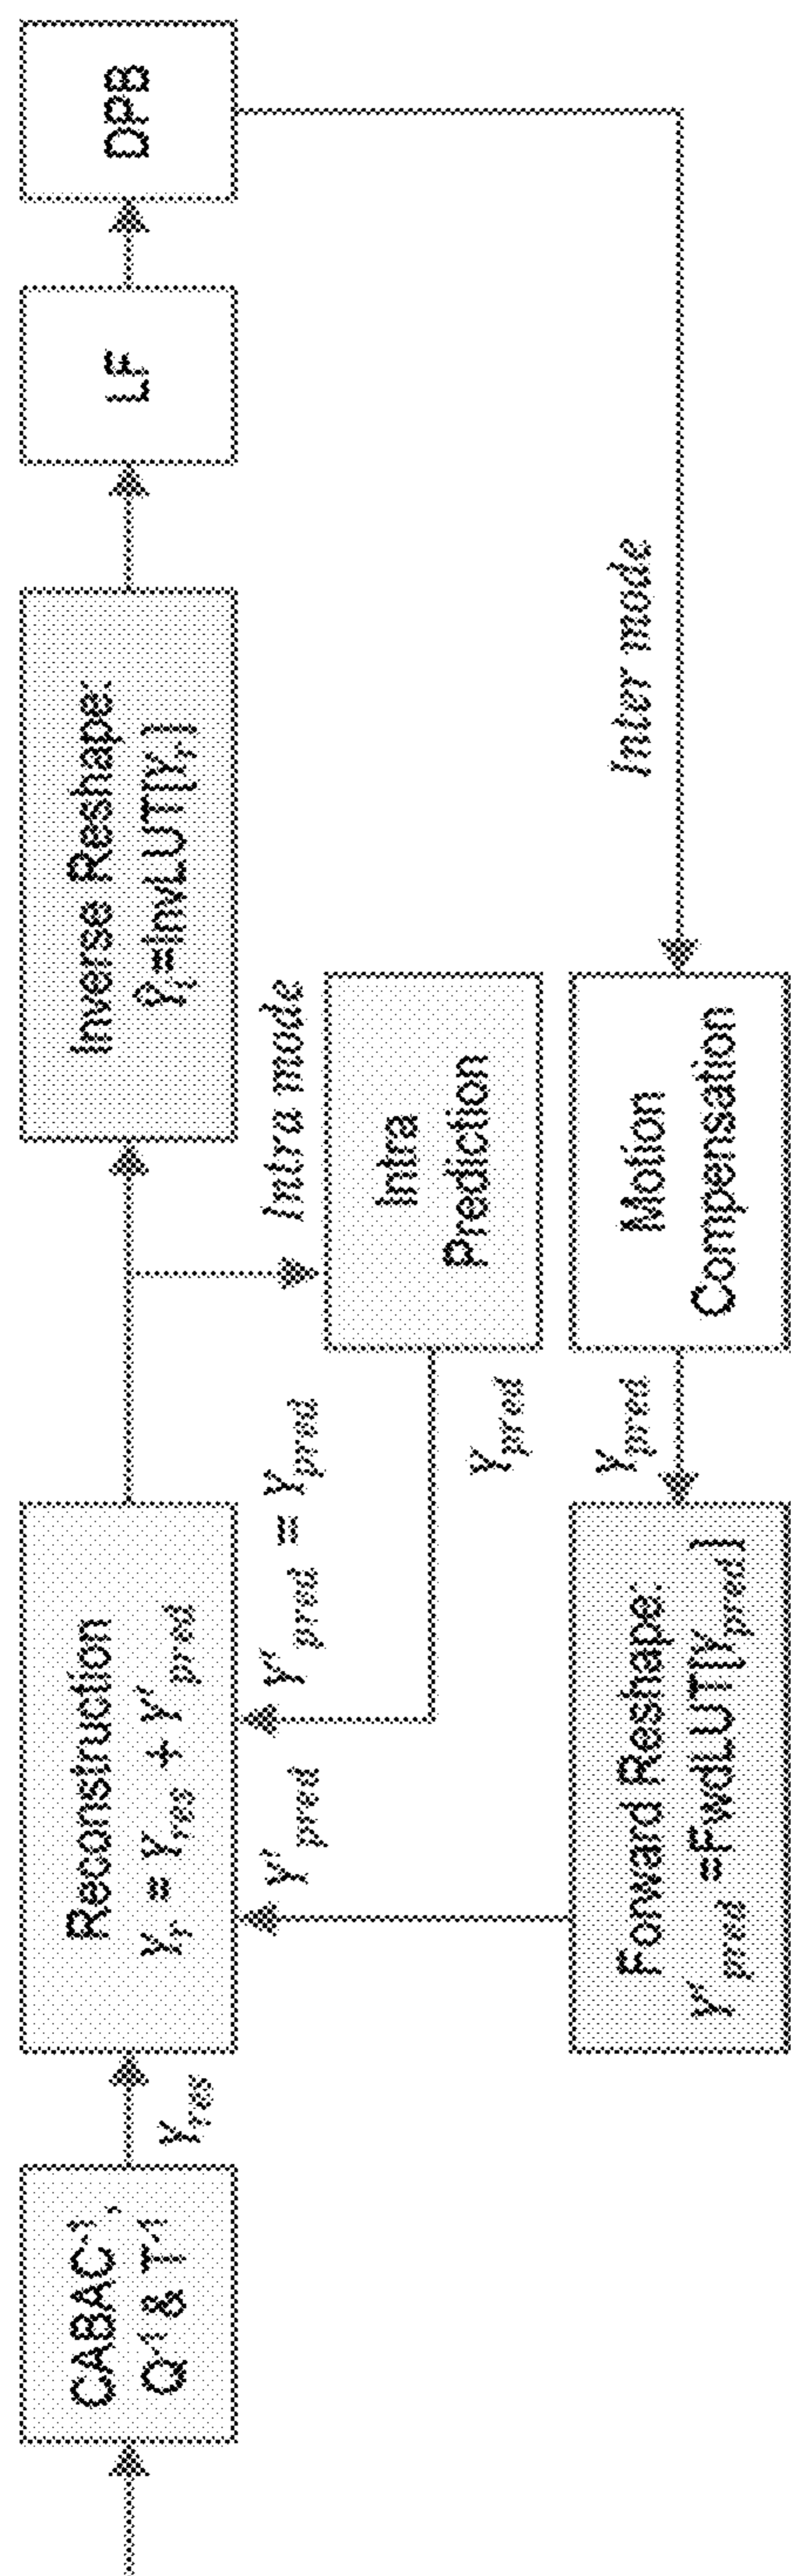 CABAC⁻¹,
Q⁻¹ & T⁻¹
Yres
Reconstruction
Yr = Yres + Y'pred
Inverse Reshape:
Ŷr=InvLUT[Yr]
LF
DPB
Intra mode
Y'pred
Y'pred = Ypred
Intra
Prediction
Ypred
Inter mode
Ypred
Forward Reshape:
Y'pred =FwdLUT[Ypred]
Motion
Compensation